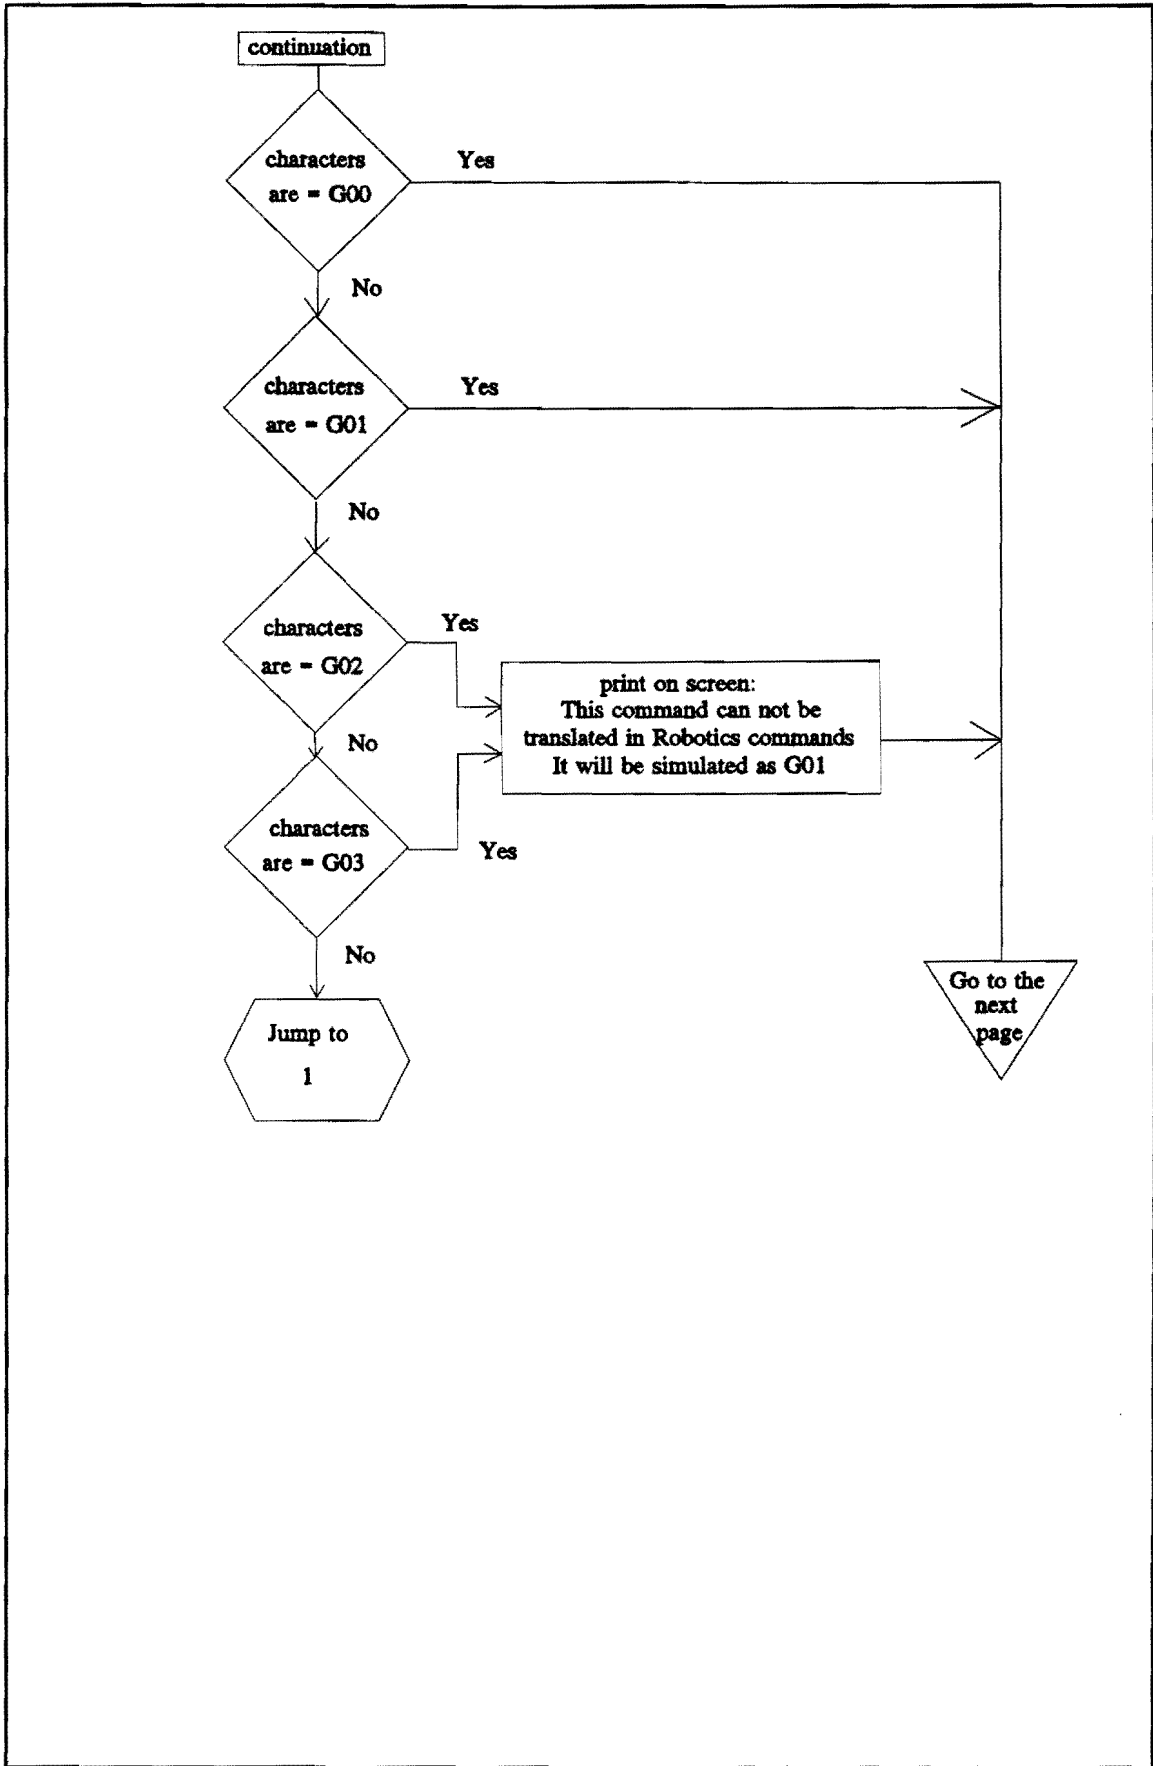 continuation
characters
are = G00
Yes
No
characters
are = G01
Yes
No
characters
are = G02
Yes
print on screen:
This command can not be
translated in Robotics commands
It will be simulated as G01
No
characters
are = G03
Yes
No
Jump to
1
Go to the
next
page